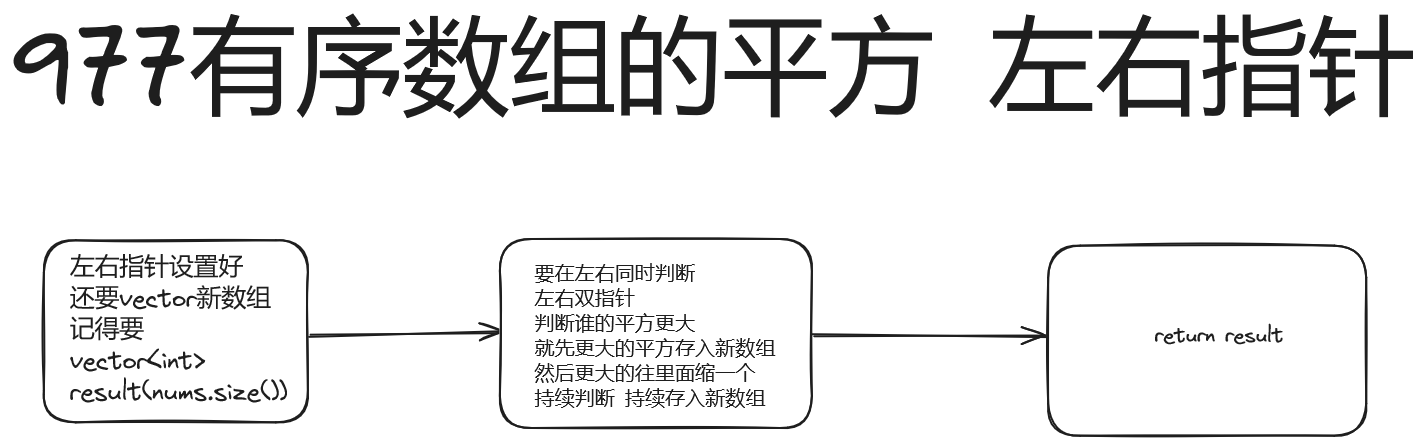 977有序数组的平方 左右指针
左右指针设置好
还要vector新数组
记得要
vector<int>
result(nums.size())
要在左右同时判断
左右双指针
判断谁的平方更大
就先更大的平方存入新数组
然后更大的往里面缩一个
持续判断 持续存入新数组
return result